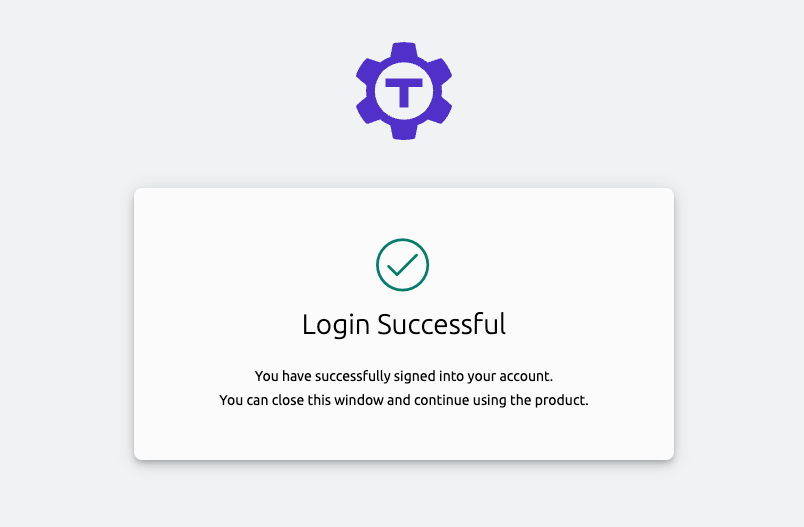 T
Login Successful
You have successfully signed into your account.
You can close this window and continue using the product.